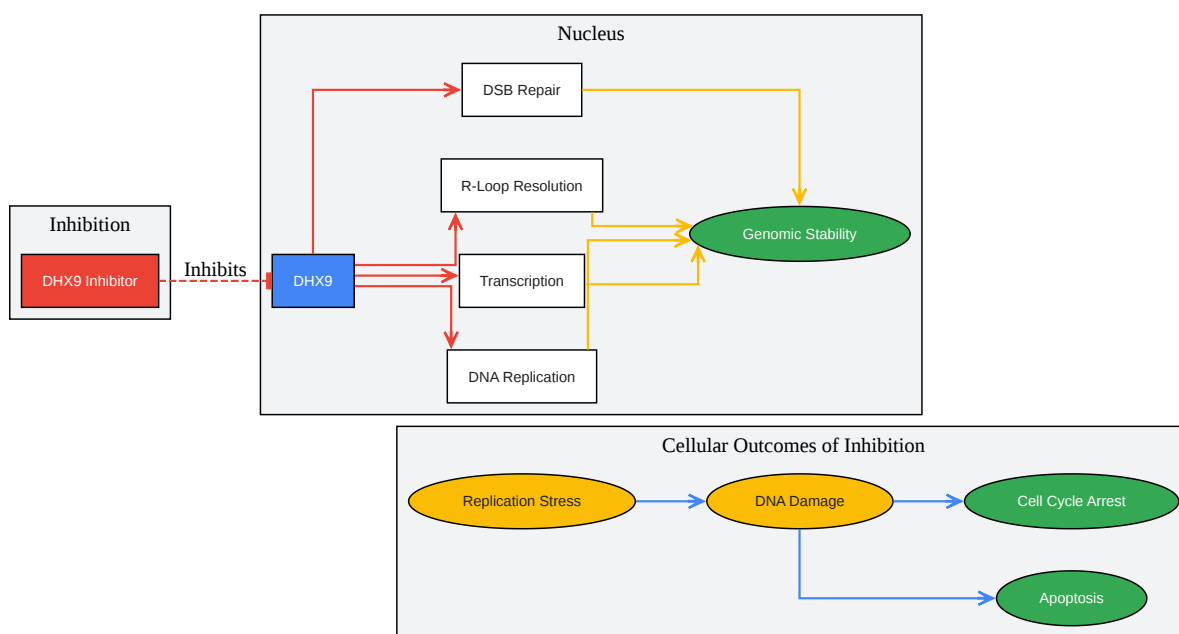 Nucleus
DSB Repair
R-Loop Resolution
Inhibition
Genomic Stability
DHX9 Inhibitor
Inhibits
DHX9
Transcription
DNA Replication
Cellular Outcomes of Inhibition
Replication Stress
DNA Damage
Cell Cycle Arrest
Apoptosis